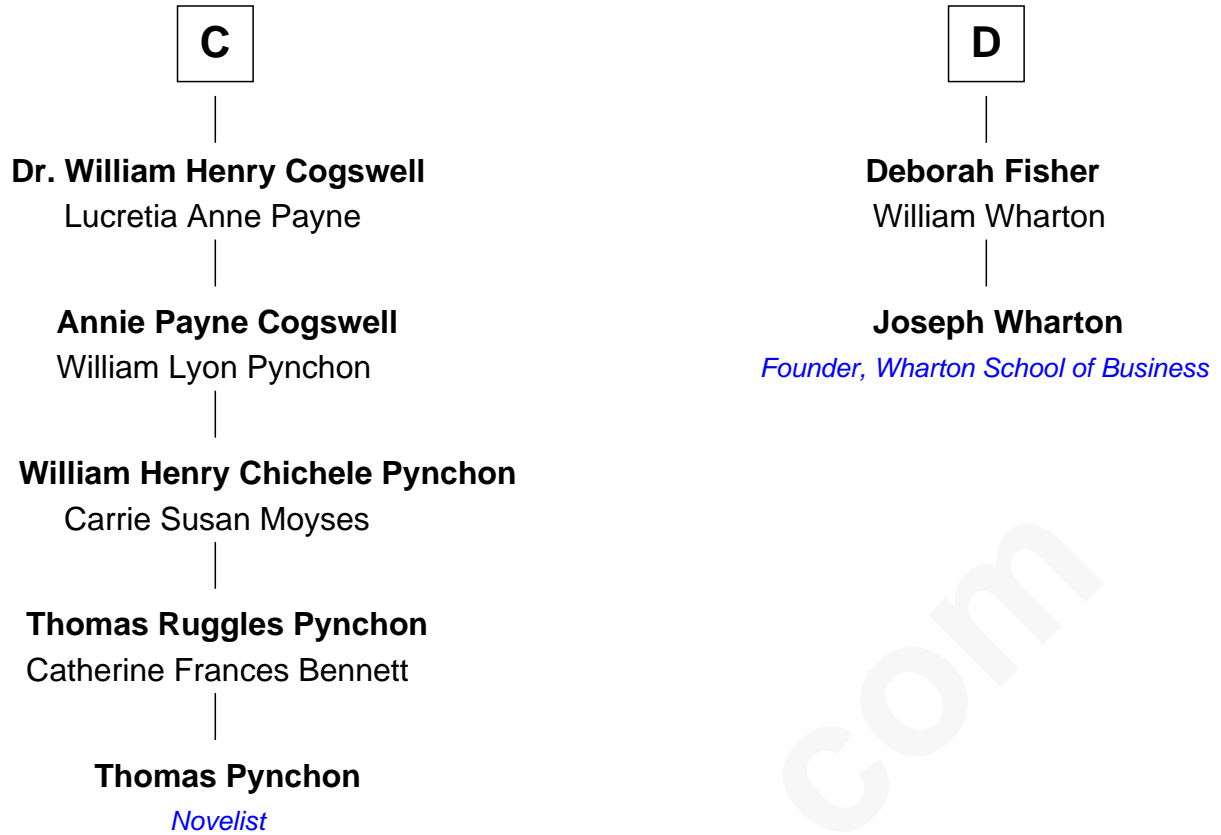 C
Dr. William Henry Cogswell
Lucretia Anne Payne
Annie Payne Cogswell
William Lyon Pynchon
William Henry Chichele Pynchon
Carrie Susan Moyses
Thomas Ruggles Pynchon
Catherine Frances Bennett
Thomas Pynchon
Novelist
D
Deborah Fisher
William Wharton
Joseph Wharton
Founder, Wharton School of Business
com